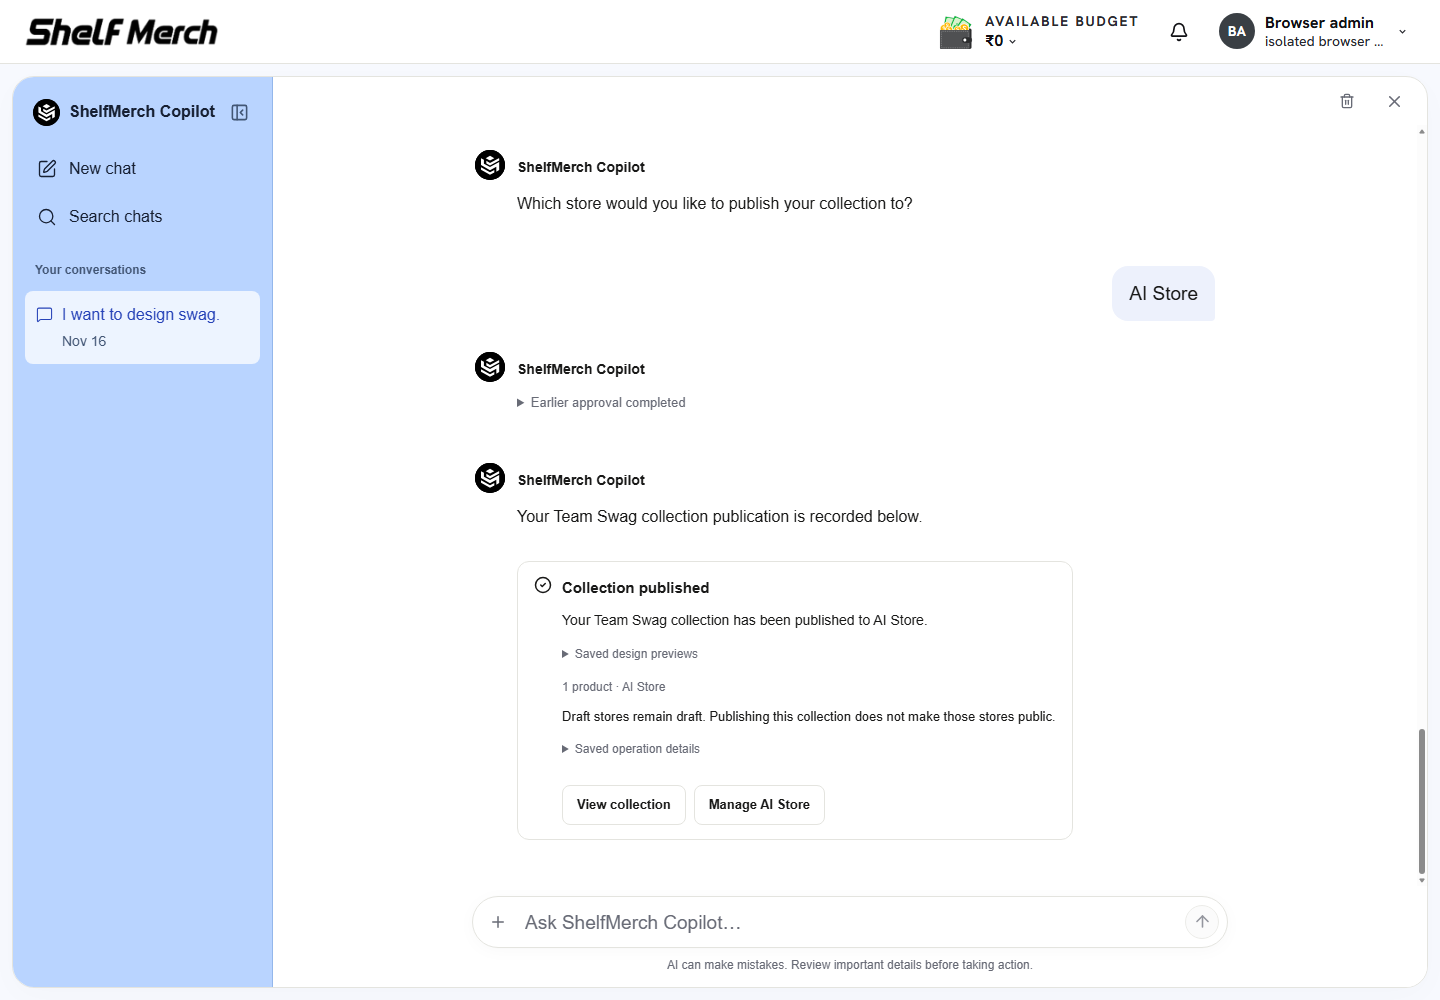 Shelf Merch
AVAILABLE BUDGET
₹0
BA
Browser admin
isolated browser ...
ShelfMerch Copilot
New chat
Search chats
Your conversations
I want to design swag.
Nov 16
ShelfMerch Copilot
Which store would you like to publish your collection to?
AI Store
ShelfMerch Copilot
Earlier approval completed
ShelfMerch Copilot
Your Team Swag collection publication is recorded below.
Collection published
Your Team Swag collection has been published to AI Store.
Saved design previews
1 product · AI Store
Draft stores remain draft. Publishing this collection does not make those stores public.
Saved operation details
View collection
Manage AI Store
Ask ShelfMerch Copilot…
AI can make mistakes. Review important details before taking action.